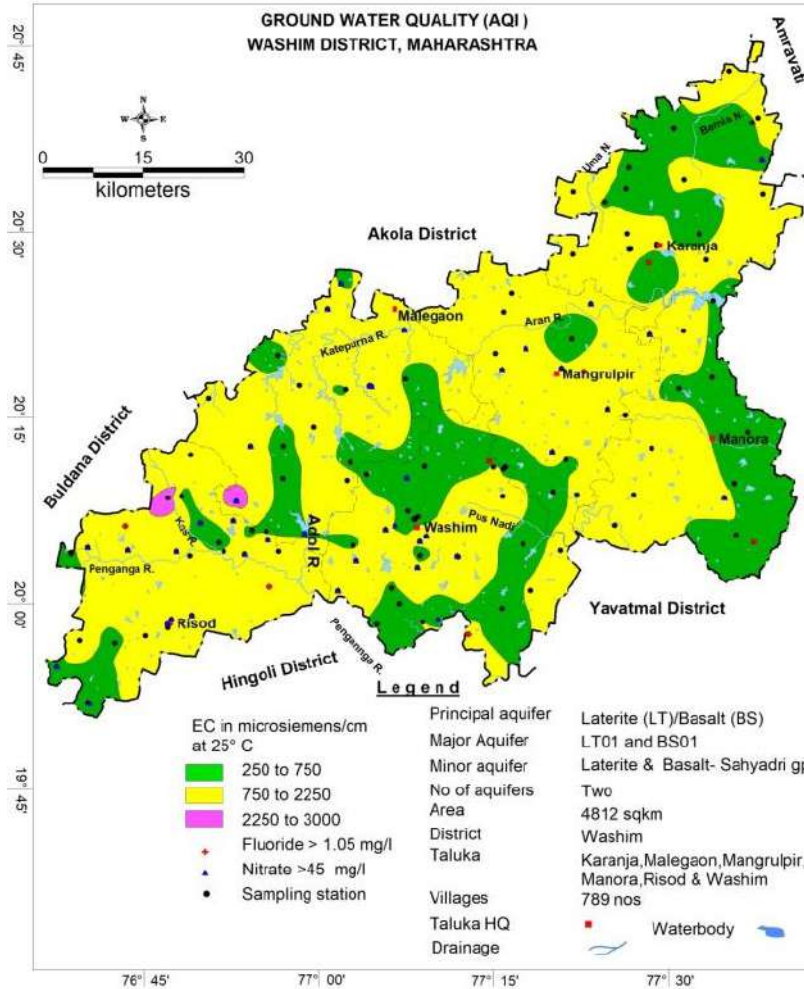 GROUND WATER QUALITY (AQI)
WASHIM DISTRICT, MAHARASHTRA
Amravati
20° 45'
N
W E
S
0 15 30
kilometers
Bemla N.
Uma N.
20° 30'
Akola District
Karanja
Malegaon
Aran R.
Katepurna R.
Mangrulpir
20° 15'
Buldana District
Manora
Kas R.
Adol R.
Washim
Pus Nadi
Penganga R.
20° 00'
Risod
Yavatmal District
Penganga R.
Hingoli District
Legend
EC in microsiemens/cm
at 25° C
250 to 750
750 to 2250
2250 to 3000
Fluoride > 1.05 mg/l
Nitrate >45 mg/l
Sampling station
Principal aquifer Laterite (LT)/Basalt (BS)
Major Aquifer LT01 and BS01
Minor aquifer Laterite & Basalt- Sahyadri gp
No of aquifers Two
Area 4812 sqkm
District Washim
Taluka Karanja,Malegaon,Mangrulpir,
Manora,Risod & Washim
Villages 789 nos
Taluka HQ Waterbody
Drainage
19° 45'
76° 45' 77° 00' 77° 15' 77° 30'